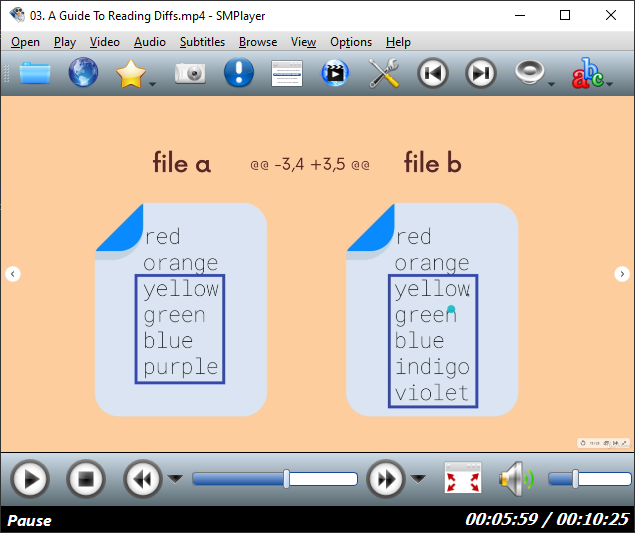 03. A Guide To Reading Diffs.mp4 - SMPlayer
Open Play Video Audio Subtitles Browse View Options Help
abc
file a @@ -3,4 +3,5 @@ file b
red
orange
yellow
green
blue
purple
red
orange
yellow
green
blue
indigo
violet
Pause
00:05:59 / 00:10:25